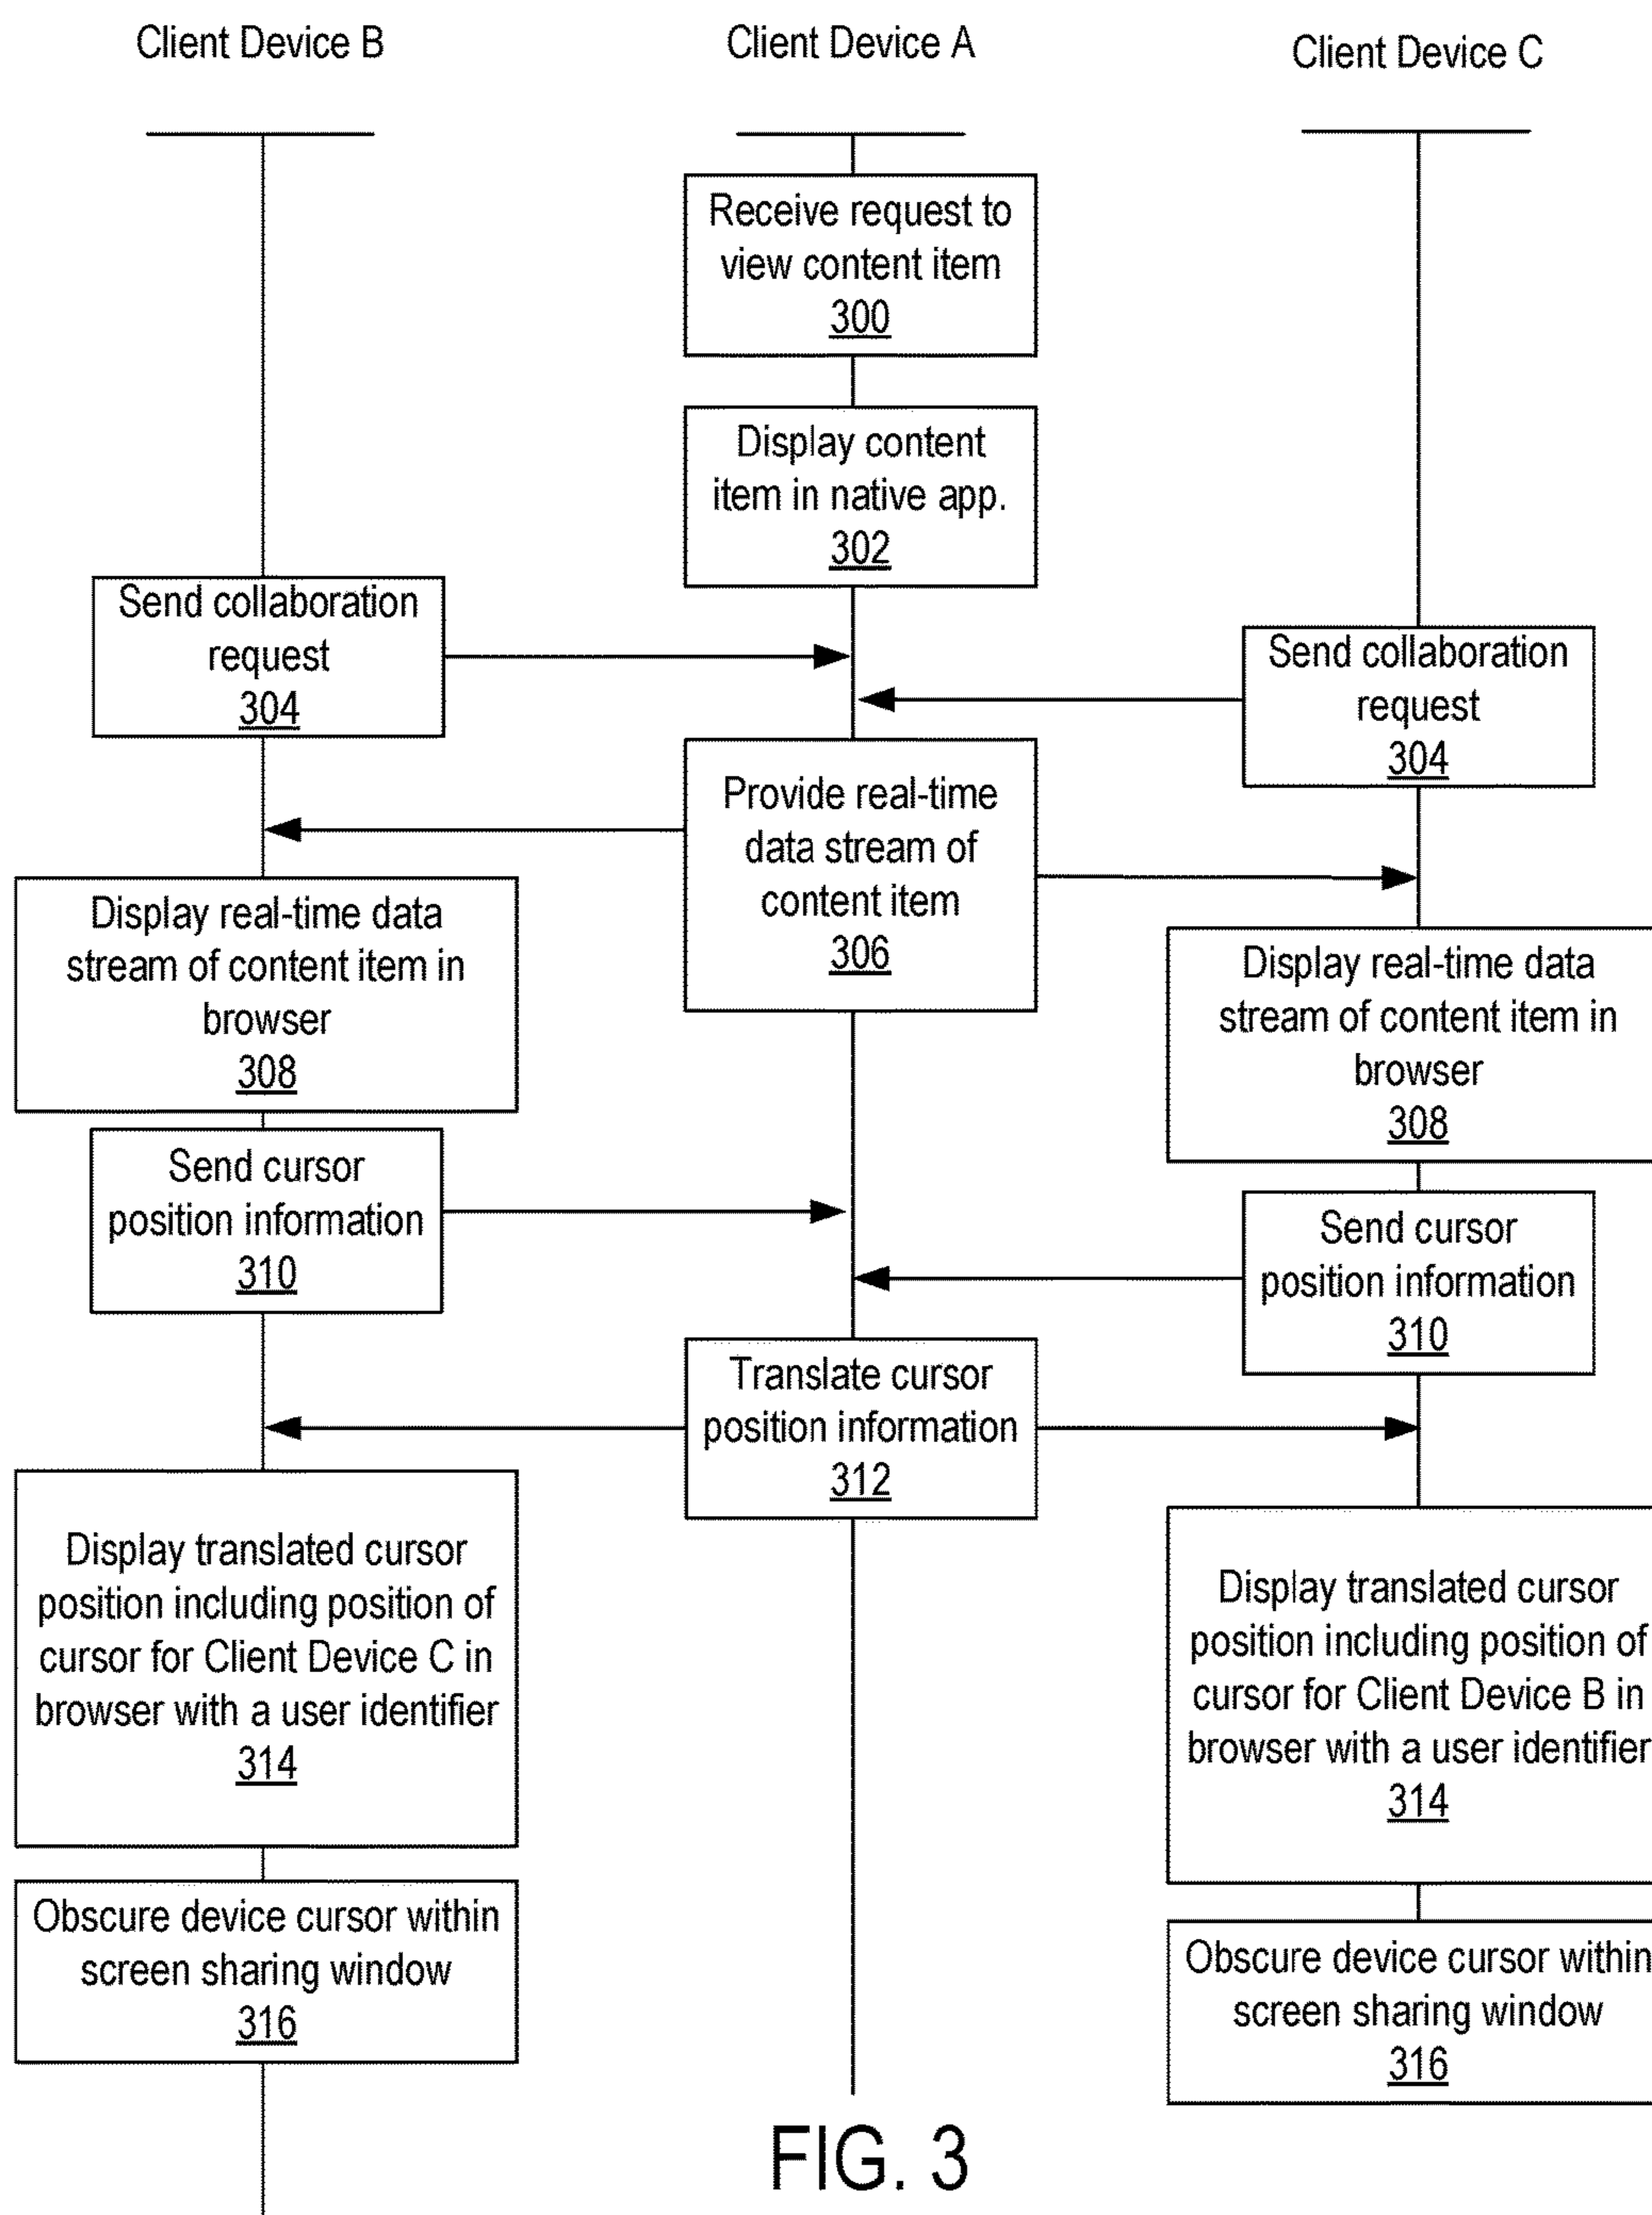 Client Device B
Client Device A
Client Device C
Receive request to
view content item
300
Display content
item in native app.
302
Send collaboration
request
304
Send collaboration
request
304
Provide real-time
data stream of
content item
306
Display real-time data
stream of content item in
browser
308
Display real-time data
stream of content item in
browser
308
Send cursor
position information
310
Send cursor
position information
310
Translate cursor
position information
312
Display translated cursor
position including position of
cursor for Client Device C in
browser with a user identifier
314
Display translated cursor
position including position of
cursor for Client Device B in
browser with a user identifier
314
Obscure device cursor within
screen sharing window
316
Obscure device cursor within
screen sharing window
316
FIG. 3